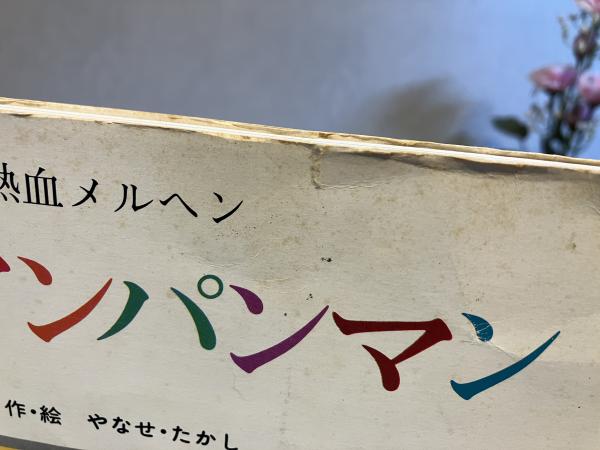 熱血メルヘン
ンパンマン
作・絵 やなせ・たかし